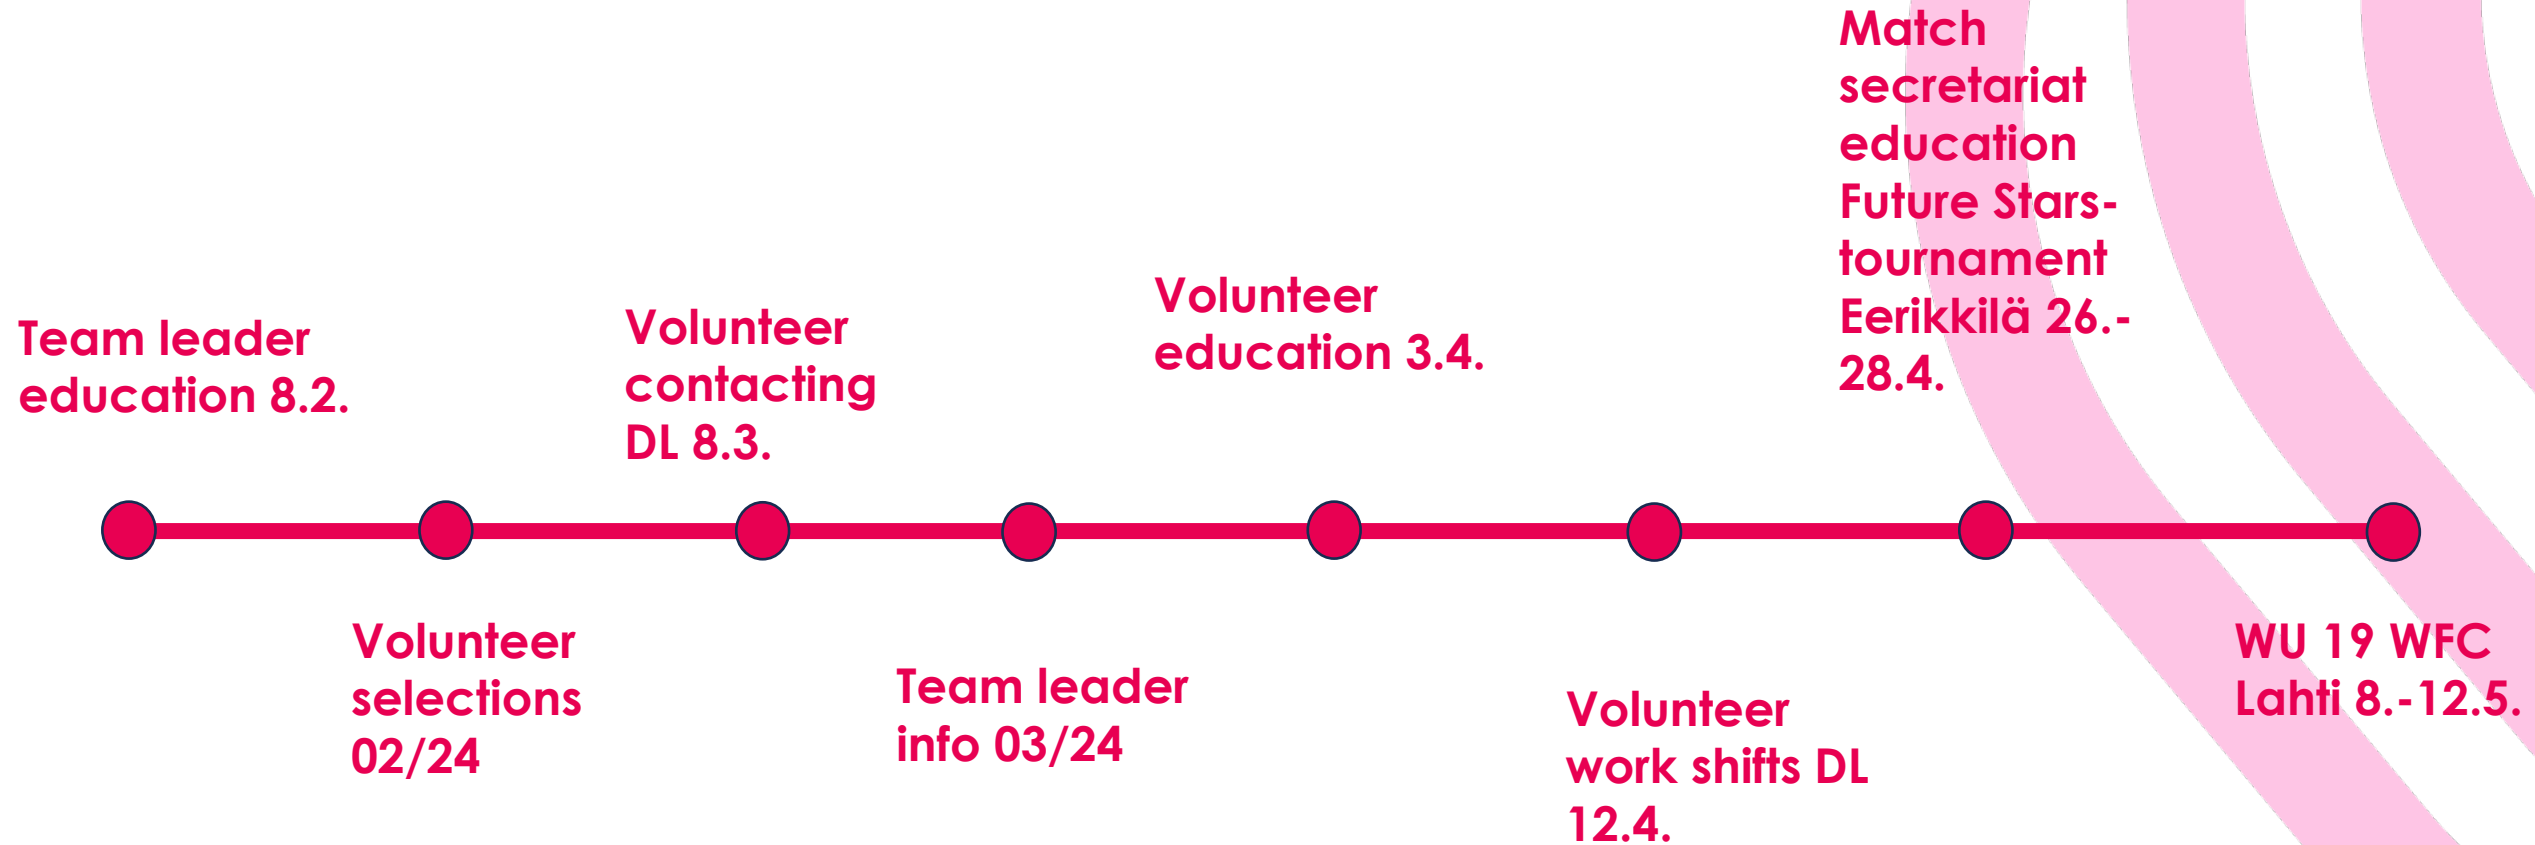 Team leader
education 8.2.
Volunteer
selections
02/24
Volunteer
contacting
DL 8.3.
Team leader
info 03/24
Volunteer
education 3.4.
Volunteer
work shifts DL
12.4.
Match
secretariat
education
Future Stars-
tournament
Eerikkilä 26.-
28.4.
WU 19 WFC
Lahti 8.-12.5.